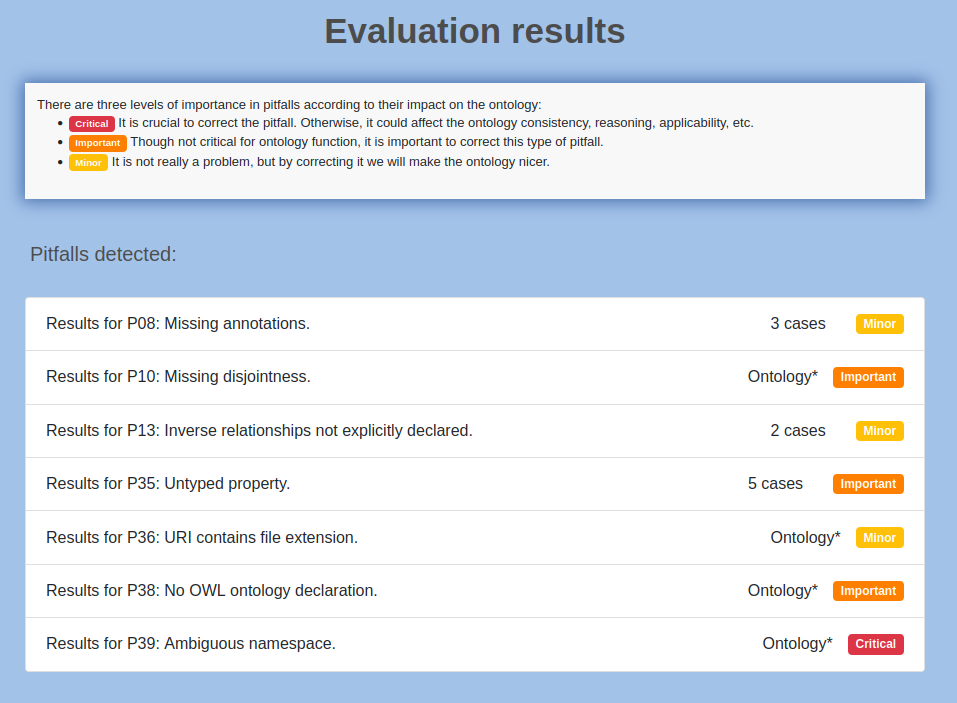 Evaluation results
There are three levels of importance in pitfalls according to their impact on the ontology:
• Critical It is crucial to correct the pitfall. Otherwise, it could affect the ontology consistency, reasoning, applicability, etc.
• Important Though not critical for ontology function, it is important to correct this type of pitfall.
• Minor It is not really a problem, but by correcting it we will make the ontology nicer.
Pitfalls detected:
Results for P08: Missing annotations. 3 cases Minor
Results for P10: Missing disjointness. Ontology* Important
Results for P13: Inverse relationships not explicitly declared. 2 cases Minor
Results for P35: Untyped property. 5 cases Important
Results for P36: URI contains file extension. Ontology* Minor
Results for P38: No OWL ontology declaration. Ontology* Important
Results for P39: Ambiguous namespace. Ontology* Critical